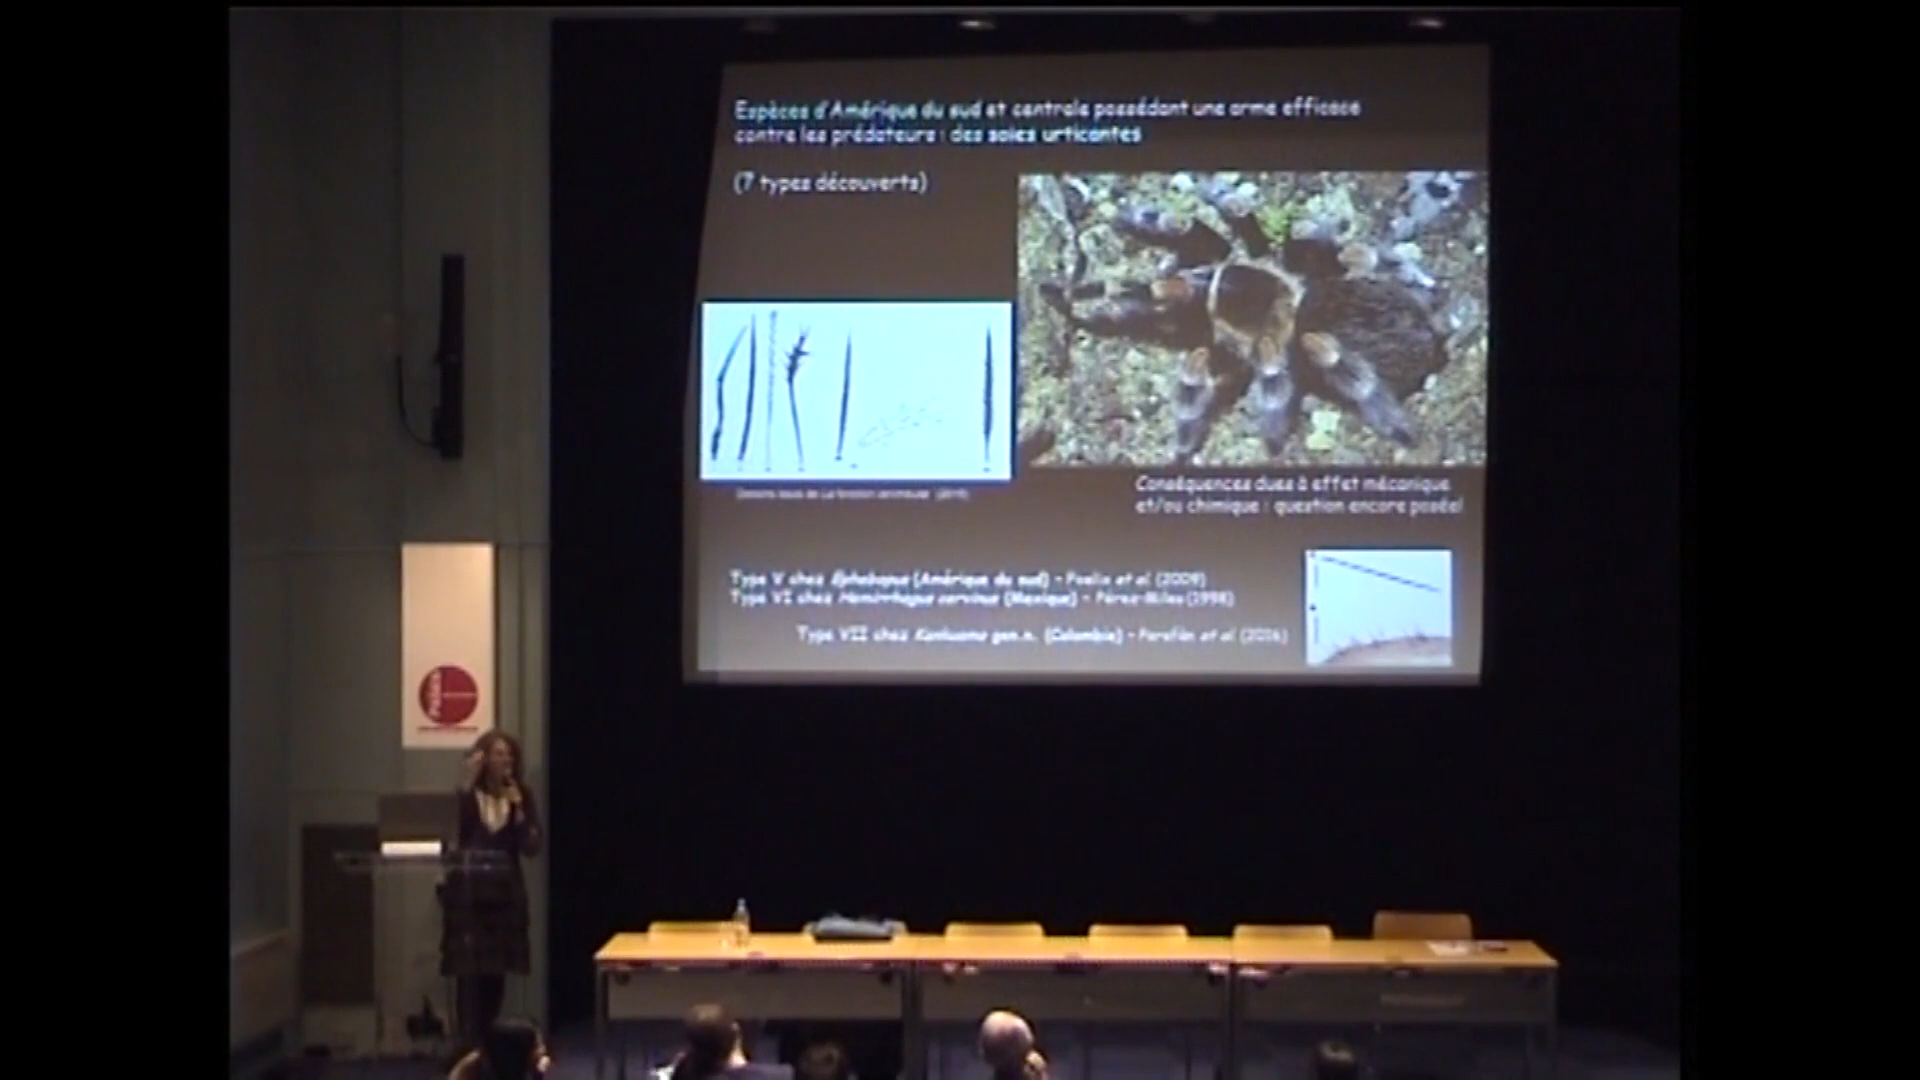 Espèces d'Amérique du sud et centrale possédant une arme efficace
contre les prédateurs : des soies urticantes
(7 types découverts)
Conséquences dues à effet mécanique
et/ou chimique : question encore posée!
Type V chez Ephebopus (Amérique du sud) - Foelix et al (2009)
Type VI chez Hemirrhagus cervinus (Mexique) - Pérez-Miles (1998)
Type VII chez Kankuamo gen.n. (Colombie) - Perafán et al (2016)